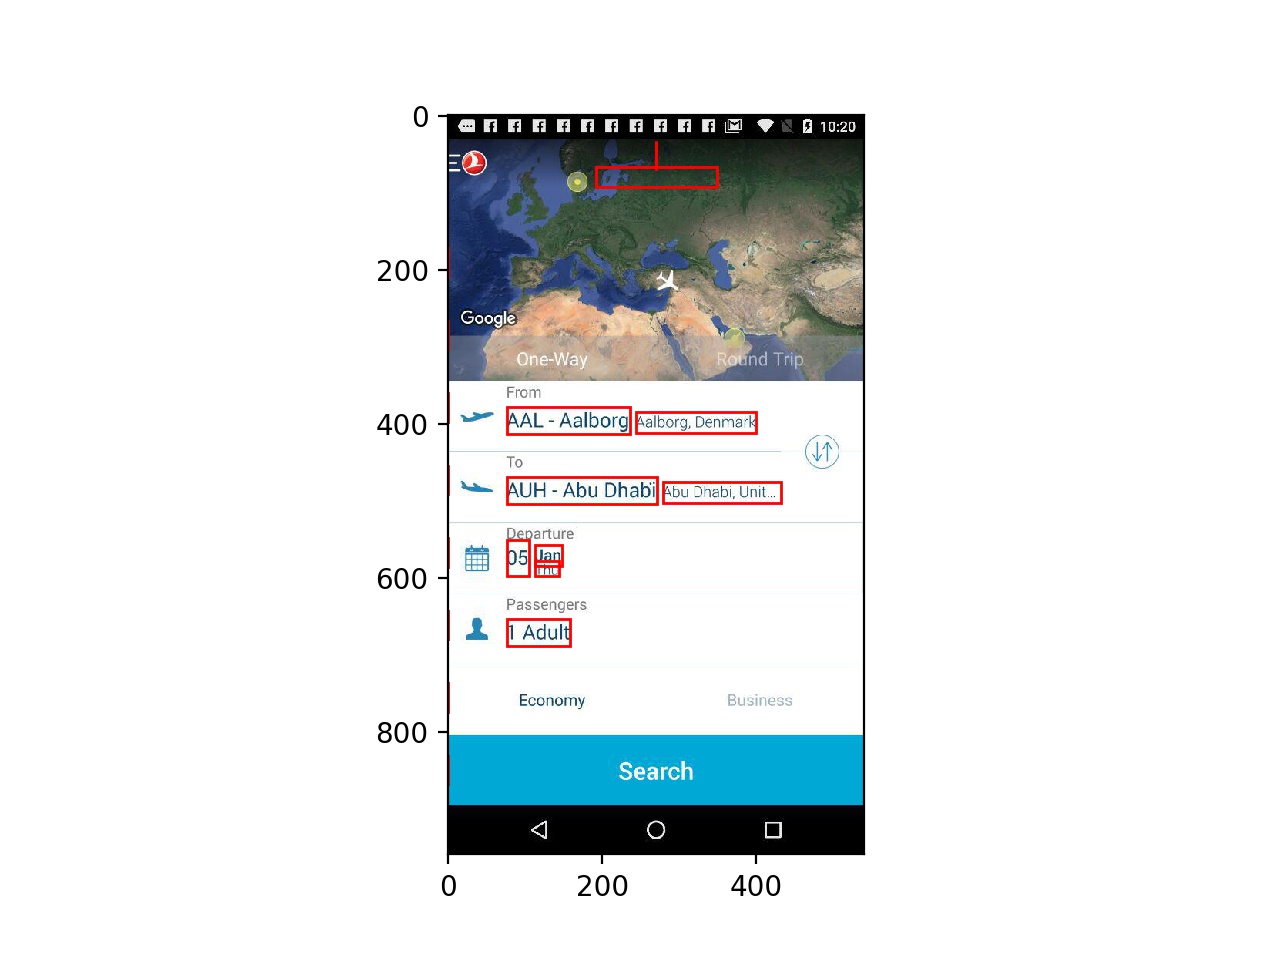 0
10:20
200
Google
One-Way Round Trip
From
400
AAL - Aalborg Aalborg, Denmark
To
AUH - Abu Dhabi Abu Dhabi, Unit...
Departure
05 Jan
Thu
600
Passengers
1 Adult
Economy Business
800
Search
0 200 400